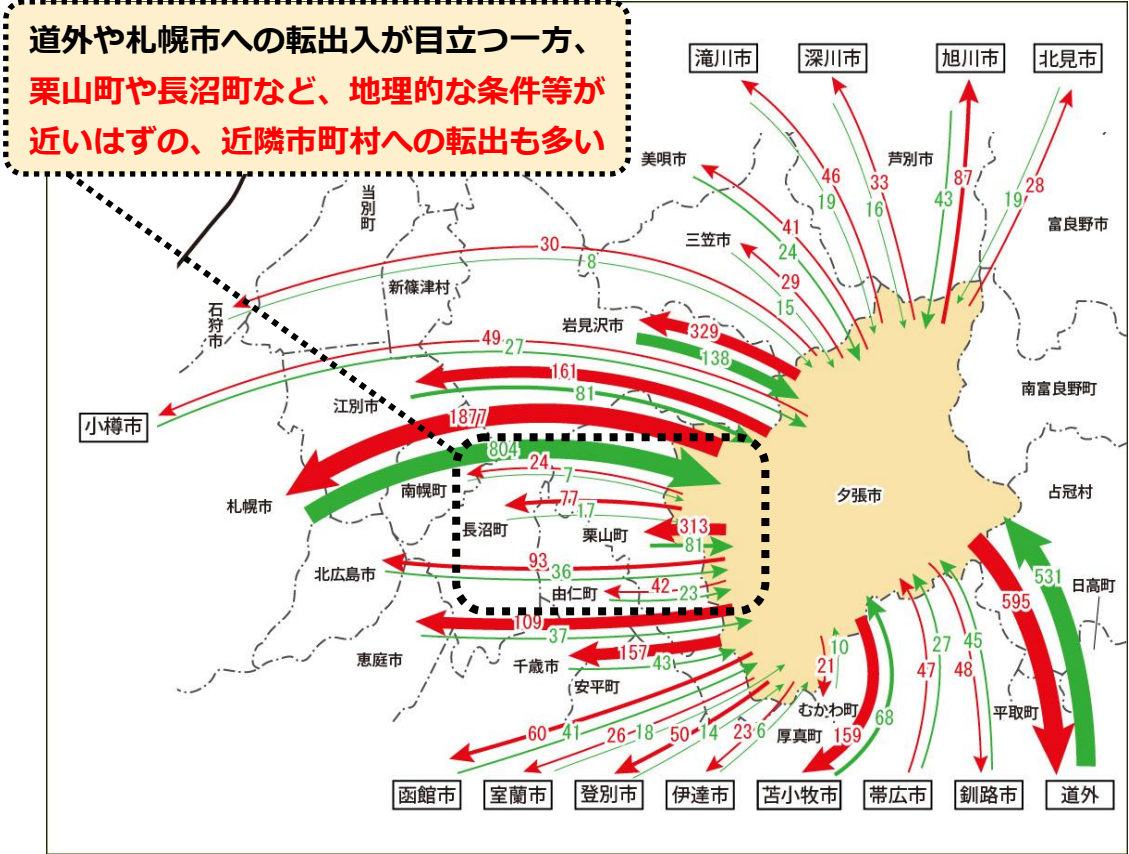 道外や札幌市への転出入が目立つ一方、
栗山町や長沼町など、地理的な条件等が
近いはずの、近隣市町村への転出も多い
滝川市
深川市
旭川市
北見市
美唄市
芦別市
当別町
46
19
33
16
43
87
19
28
富良野市
41
24
三笠市
30
8
29
15
新篠津村
石狩市
岩見沢市
329
138
49
27
161
81
南富良野町
江別市
小樽市
1877
804
24
7
南幌町
夕張市
占冠村
札幌市
77
17
長沼町
栗山町
313
81
93
36
北広島市
42
23
由仁町
531
595
日高町
109
37
恵庭市
157
43
千歳市
安平町
10
21
27
45
47
48
むかわ町
68
平取町
60
41
26
18
50
14
23
6
厚真町
159
函館市
室蘭市
登別市
伊達市
苫小牧市
帯広市
釧路市
道外